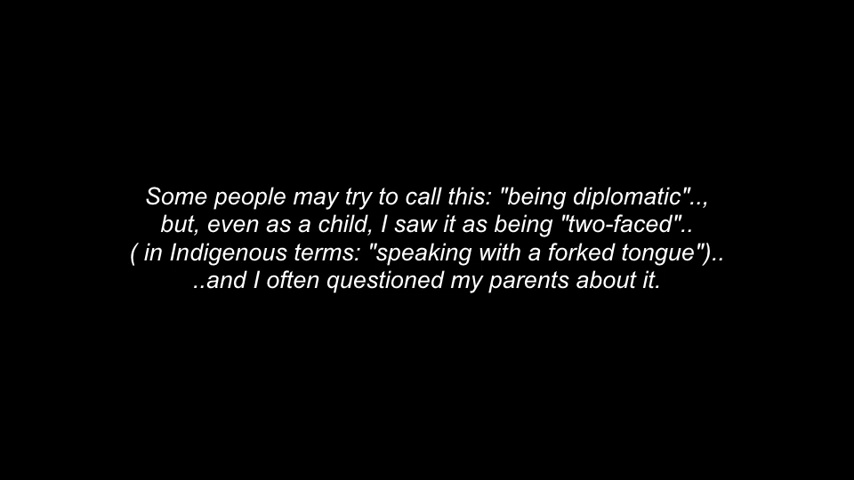 Some people may try to call this: "being diplomatic"..,
but, even as a child, I saw it as being "two-faced"..
( in Indigenous terms: "speaking with a forked tongue")..
..and I often questioned my parents about it.